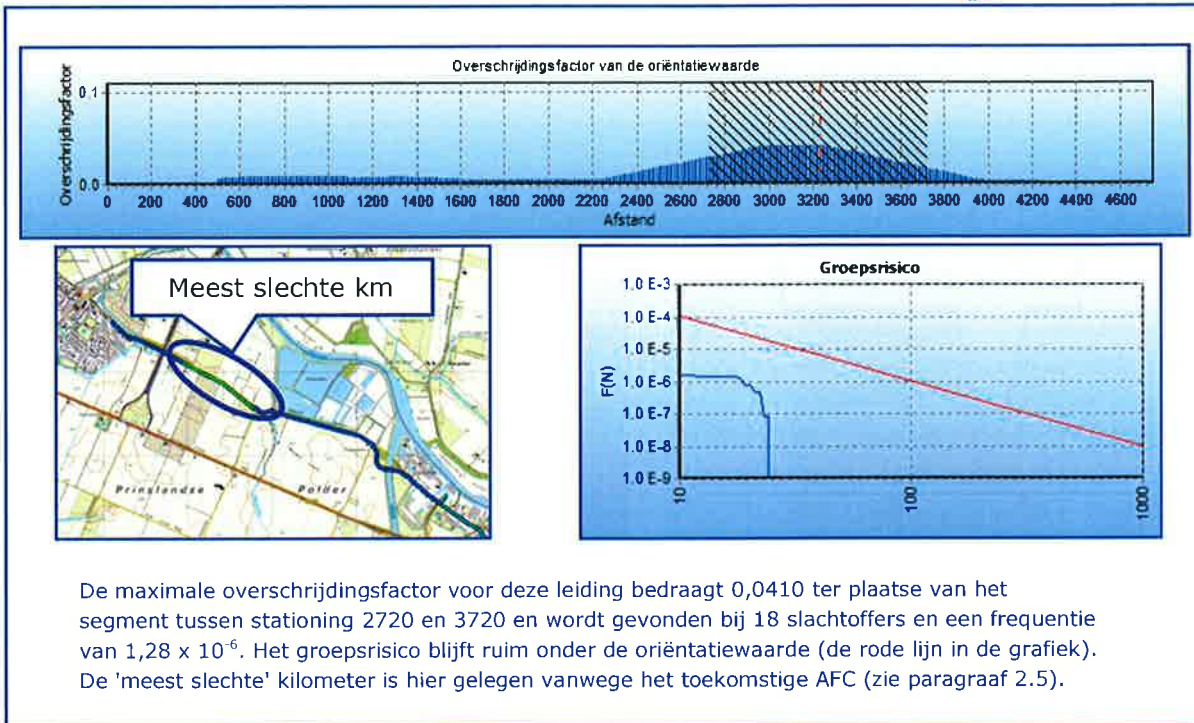 Overschrijdingsfactor van de oriëntatiewaarde
Overschrijdingsfactor
0.1
0.0
0 200 400 600 800 1000 1200 1400 1600 1800 2000 2200 2400 2600 2800 3000 3200 3400 3600 3800 4000 4200 4400 4600
Afstand
Meest slechte km
Prinslandse Polder
Groepsrisico
F(N)
1.0 E-3
1.0 E-4
1.0 E-5
1.0 E-6
1.0 E-7
1.0 E-8
1.0 E-9
10 100 1000
De maximale overschrijdingsfactor voor deze leiding bedraagt 0,0410 ter plaatse van het
segment tussen stationing 2720 en 3720 en wordt gevonden bij 18 slachtoffers en een frequentie
van 1,28 x 10⁻⁶. Het groepsrisico blijft ruim onder de oriëntatiewaarde (de rode lijn in de grafiek).
De 'meest slechte' kilometer is hier gelegen vanwege het toekomstige AFC (zie paragraaf 2.5).